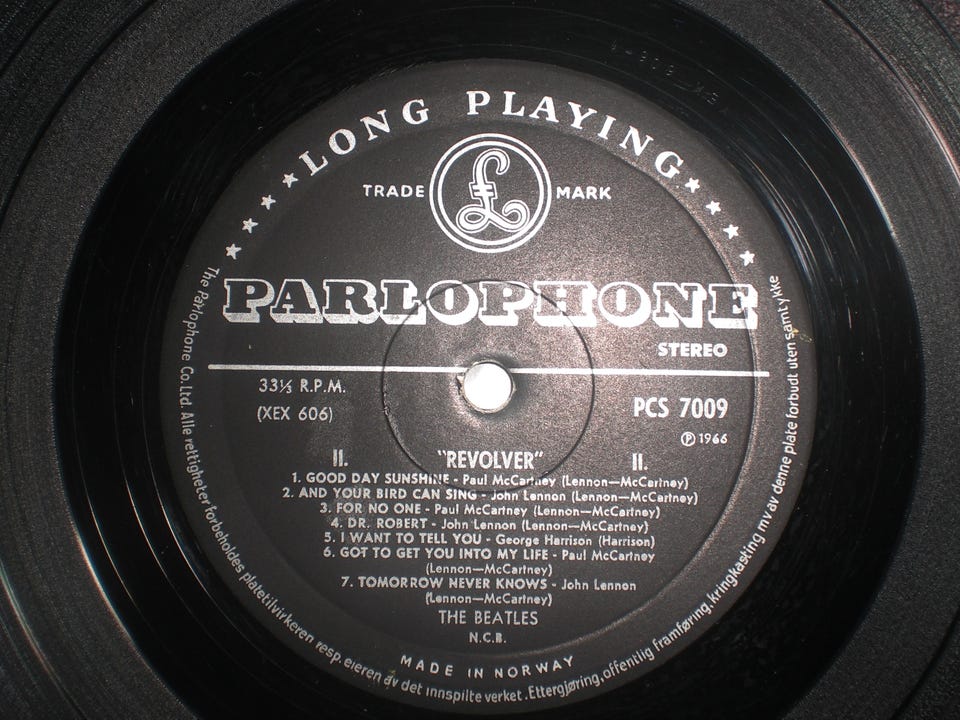 LONG PLAYING
TRADE £ MARK
PARLOPHONE
STEREO
33⅓ R.P.M.
(XEX 606)
PCS 7009
Ⓟ 1966
II. "REVOLVER" II.
1. GOOD DAY SUNSHINE - Paul McCartney (Lennon—McCartney)
2. AND YOUR BIRD CAN SING - John Lennon (Lennon—McCartney)
3. FOR NO ONE - Paul McCartney (Lennon—McCartney)
4. DR. ROBERT - John Lennon (Lennon—McCartney)
5. I WANT TO TELL YOU - George Harrison (Harrison)
6. GOT TO GET YOU INTO MY LIFE - Paul McCartney
(Lennon—McCartney)
7. TOMORROW NEVER KNOWS - John Lennon
(Lennon—McCartney)
THE BEATLES
N.C.B.
MADE IN NORWAY
The Parlophone Co. Ltd. Alle rettigheter forbeholdes platetilvirkeren resp. eieren av det innspilte verket. Ettergjøring, offentlig framføring, kringkasting mv av denne plate forbudt uten samtykke